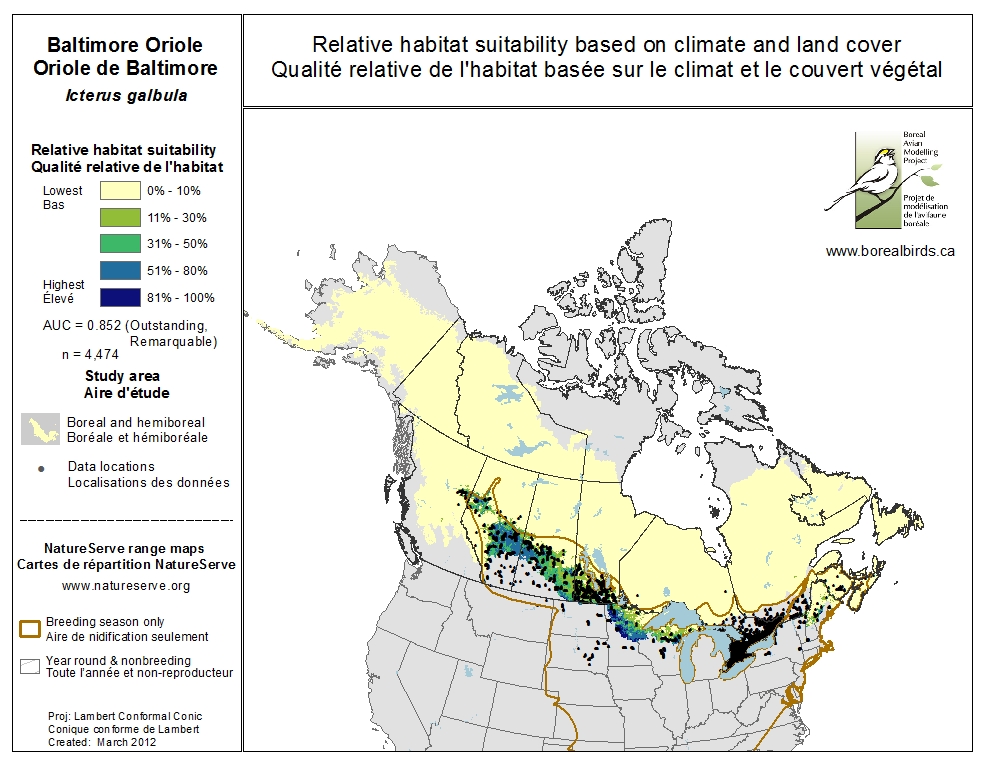 Baltimore Oriole
Oriole de Baltimore
Icterus galbula
Relative habitat suitability based on climate and land cover
Qualité relative de l'habitat basée sur le climat et le couvert végétal
Relative habitat suitability
Qualité relative de l'habitat
Lowest
Bas
0% - 10%
11% - 30%
31% - 50%
51% - 80%
Highest
Élevé
81% - 100%
AUC = 0.852 (Outstanding,
Remarquable)
n = 4,474
Study area
Aire d'étude
Boreal and hemiboreal
Boréale et hémiboréale
Data locations
Localisations des données
NatureServe range maps
Cartes de répartition NatureServe
www.natureserve.org
Breeding season only
Aire de nidification seulement
Year round & nonbreeding
Toute l'année et non-reproducteur
Proj: Lambert Conformal Conic
Conique conforme de Lambert
Created: March 2012
Boreal
Avian
Modelling
Project
Projet de
modélisation
de l'avifaune
boréale
www.borealbirds.ca